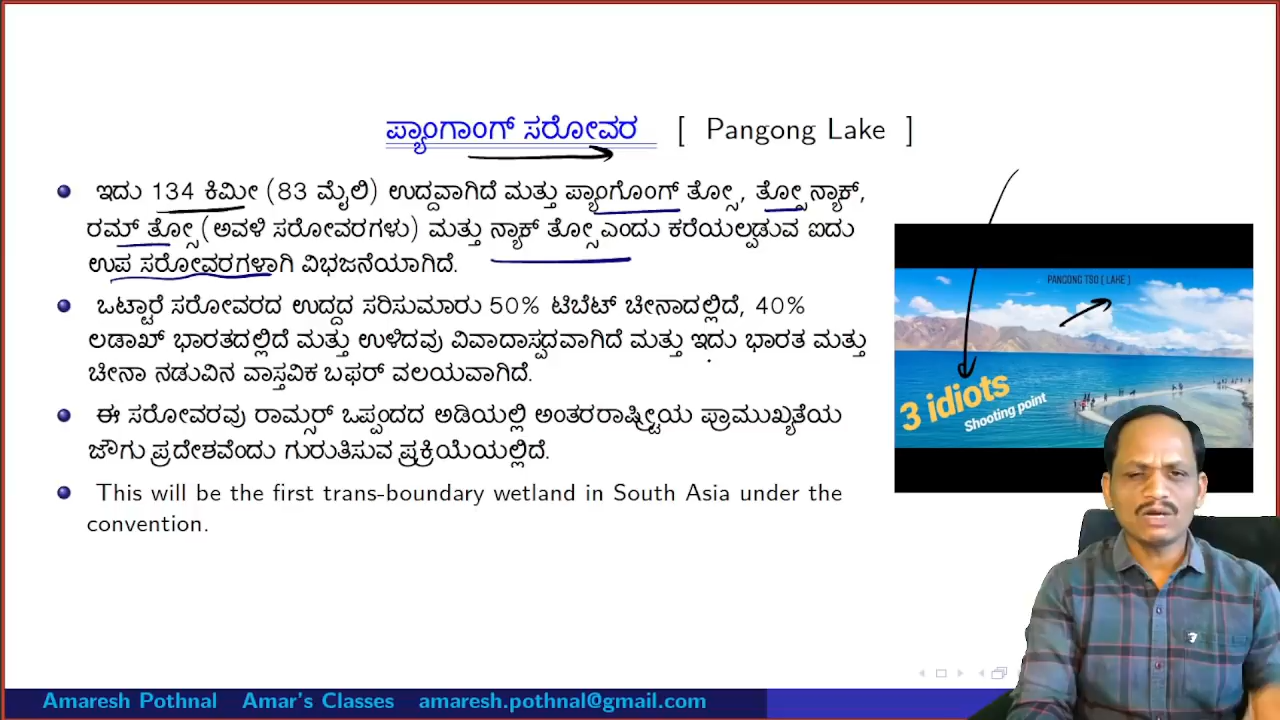 ಪ್ಯಾಂಗಾಂಗ್ ಸರೋವರ [ Pangong Lake ]
ಇದು 134 ಕಿಮೀ (83 ಮೈಲಿ) ಉದ್ದವಾಗಿದೆ ಮತ್ತು ಪ್ಯಾಂಗೊಂಗ್ ತ್ಸೋ, ತ್ಸೋ ನ್ಯಾಕ್,
ರಮ್ ತ್ಸೋ (ಅವಳಿ ಸರೋವರಗಳು) ಮತ್ತು ನ್ಯಾಕ್ ತ್ಸೋ ಎಂದು ಕರೆಯಲ್ಪಡುವ ಐದು
ಉಪ ಸರೋವರಗಳಾಗಿ ವಿಭಜನೆಯಾಗಿದೆ.
ಒಟ್ಟಾರೆ ಸರೋವರದ ಉದ್ದದ ಸರಿಸುಮಾರು 50% ಟಿಬೆಟ್ ಚೀನಾದಲ್ಲಿದೆ, 40%
ಲಡಾಖ್ ಭಾರತದಲ್ಲಿದೆ ಮತ್ತು ಉಳಿದವು ವಿವಾದಾಸ್ಪದವಾಗಿದೆ ಮತ್ತು ಇದು ಭಾರತ ಮತ್ತು
ಚೀನಾ ನಡುವಿನ ವಾಸ್ತವಿಕ ಬಫರ್ ವಲಯವಾಗಿದೆ.
PANGONG TSO ( LAKE )
3 idiots
Shooting point
ಈ ಸರೋವರವು ರಾಮ್ಸರ್ ಒಪ್ಪಂದದ ಅಡಿಯಲ್ಲಿ ಅಂತರರಾಷ್ಟ್ರೀಯ ಪ್ರಾಮುಖ್ಯತೆಯ
ಜೌಗು ಪ್ರದೇಶವೆಂದು ಗುರುತಿಸುವ ಪ್ರಕ್ರಿಯೆಯಲ್ಲಿದೆ.
This will be the first trans-boundary wetland in South Asia under the
convention.
Amaresh Pothnal Amar's Classes amaresh.pothnal@gmail.com